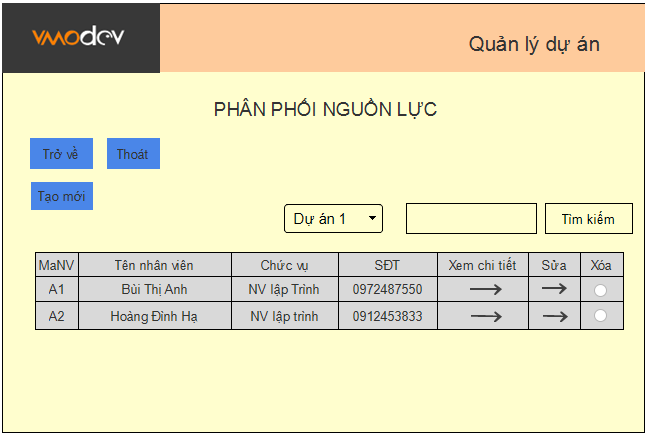 vmodev
Quản lý dự án
PHÂN PHỐI NGUỒN LỰC
Trở về Thoát
Tạo mới
Dự án 1 Tìm kiếm
MaNV Tên nhân viên Chức vụ SĐT Xem chi tiết Sửa Xóa
A1 Bùi Thị Anh NV lập Trình 0972487550
A2 Hoàng Đình Hạ NV lập trình 0912453833